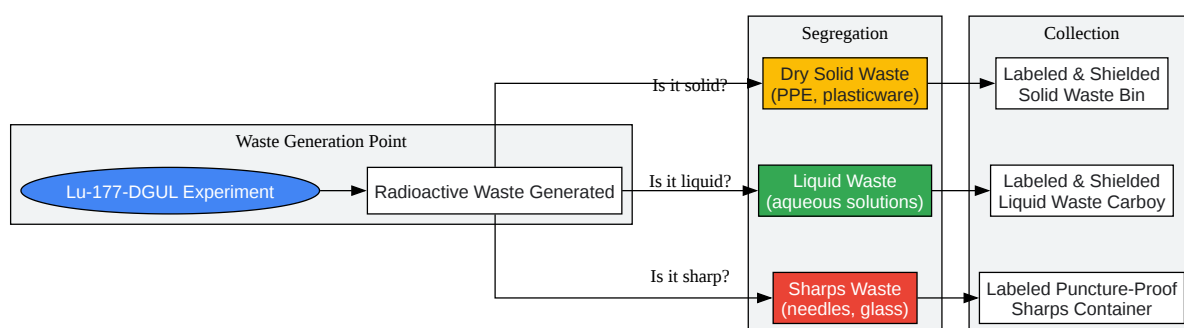 Segregation
Collection
Is it solid?
Dry Solid Waste
(PPE, plasticware)
Labeled & Shielded
Solid Waste Bin
Waste Generation Point
Lu-177-DGUL Experiment
Radioactive Waste Generated
Is it liquid?
Liquid Waste
(aqueous solutions)
Labeled & Shielded
Liquid Waste Carboy
Is it sharp?
Sharps Waste
(needles, glass)
Labeled Puncture-Proof
Sharps Container